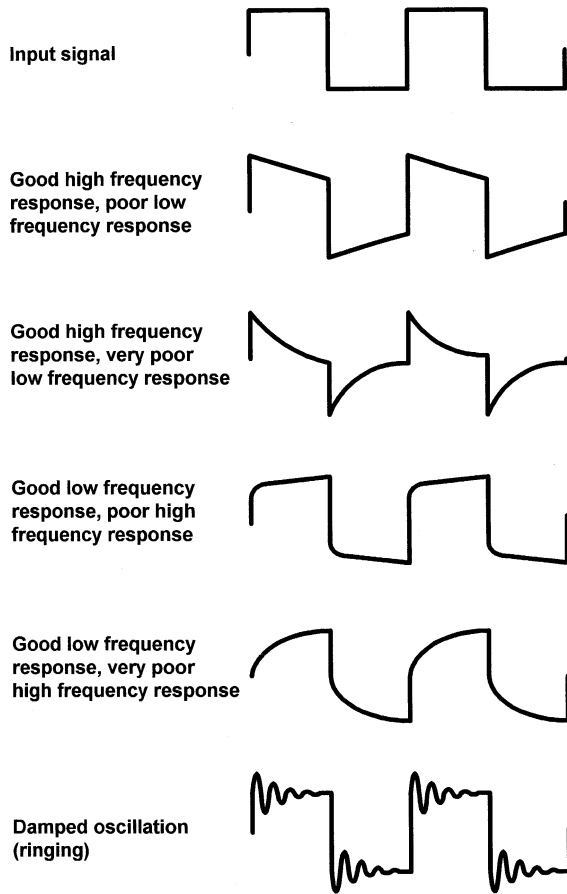 Input signal
Good high frequency
response, poor low
frequency response
Good high frequency
response, very poor
low frequency response
Good low frequency
response, poor high
frequency response
Good low frequency
response, very poor
high frequency response
Damped oscillation
(ringing)